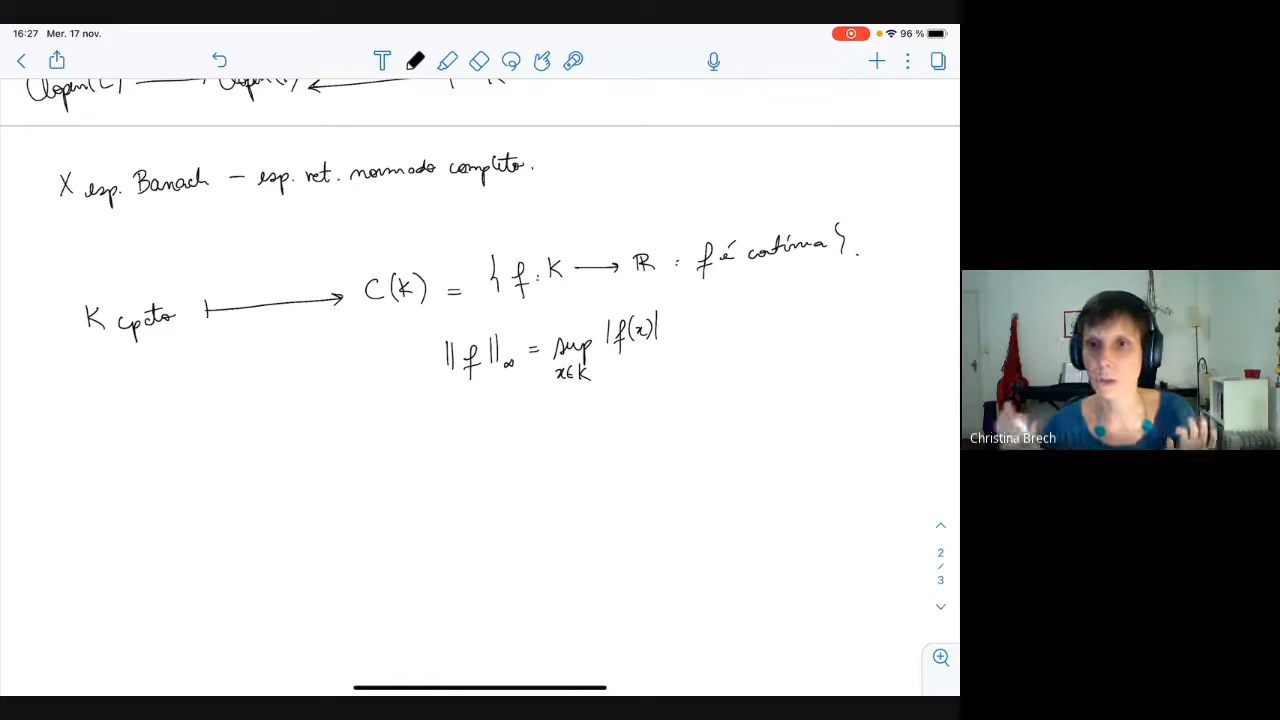 16:27 Mer. 17 nov. 96 %
T
X esp. Banach — esp. vet. normado completo.
K cpcto ⟼ C(K) = { f : K ⟶ ℝ : f é contínua }.
‖ f ‖∞ = sup |f(x)|
x∈K
Christina Brech
2
/
3